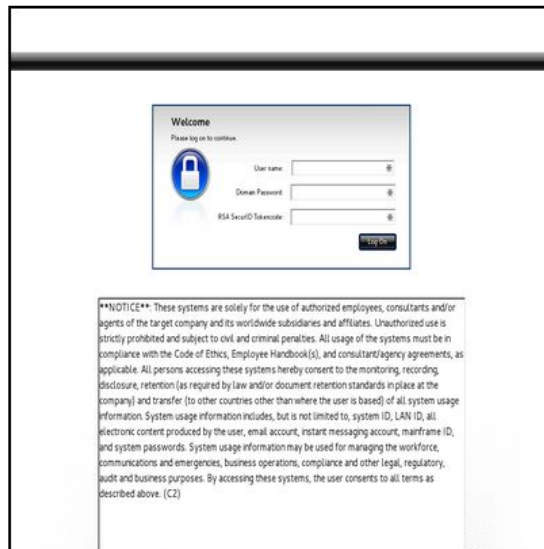 Welcome
Please log on to continue.
User name:
Domain Password:
RSA SecurID Tokencode:
Log On
**NOTICE**: These systems are solely for the use of authorized employees, consultants and/or
agents of the target company and its worldwide subsidiaries and affiliates. Unauthorized use is
strictly prohibited and subject to civil and criminal penalties. All usage of the systems must be in
compliance with the Code of Ethics, Employee Handbook(s), and consultant/agency agreements, as
applicable. All persons accessing these systems hereby consent to the monitoring, recording,
disclosure, retention (as required by law and/or document retention standards in place at the
company) and transfer (to other countries other than where the user is based) of all system usage
information. System usage information includes, but is not limited to, system ID, LAN ID, all
electronic content produced by the user, email account, instant messaging account, mainframe ID,
and system passwords. System usage information may be used for managing the workforce,
communications and emergencies, business operations, compliance and other legal, regulatory,
audit and business purposes. By accessing these systems, the user consents to all terms as
described above. (C2)